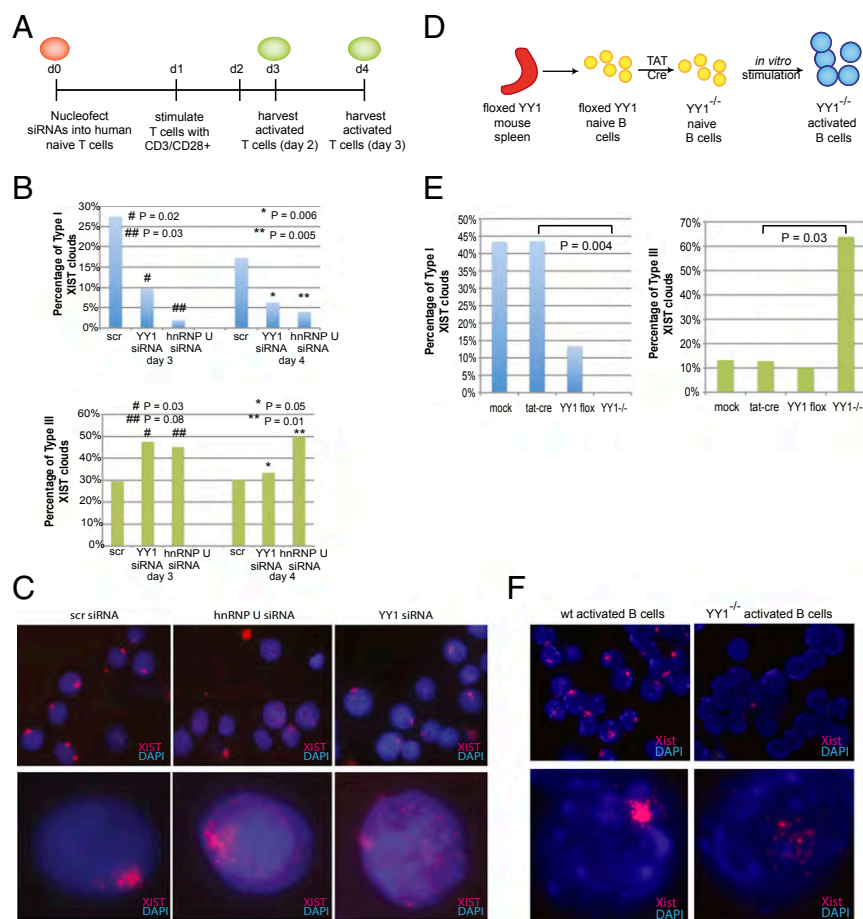 A
d0
d1
d2
d3
d4
Nucleofect
siRNAs into human
naive T cells
stimulate
T cells with
CD3/CD28+
harvest
activated
T cells (day 2)
harvest
activated
T cells (day 3)
B
Percentage of Type I
XIST clouds
30%
25%
20%
15%
10%
5%
0%
# P = 0.02
## P = 0.03
* P = 0.006
** P = 0.005
#
##
*
**
scr
YY1
siRNA
hnRNP U
siRNA
day 3
scr
YY1
siRNA
hnRNP U
siRNA
day 4
Percentage of Type III
XIST clouds
60%
50%
40%
30%
20%
10%
0%
# P = 0.03
## P = 0.08
* P = 0.05
** P = 0.01
#
##
*
**
scr
YY1
siRNA
hnRNP U
siRNA
day 3
scr
YY1
siRNA
hnRNP U
siRNA
day 4
C
scr siRNA
hnRNP U siRNA
YY1 siRNA
XIST
DAPI
XIST
DAPI
XIST
DAPI
XIST
DAPI
XIST
DAPI
XIST
DAPI
D
TAT
Cre
in vitro
stimulation
floxed YY1
mouse
spleen
floxed YY1
naive B
cells
YY1-/-
naive
B cells
YY1-/-
activated
B cells
E
Percentage of Type I
XIST clouds
50%
45%
40%
35%
30%
25%
20%
15%
10%
5%
0%
P = 0.004
mock
tat-cre
YY1 flox
YY1-/-
Percentage of Type III
XIST clouds
70%
60%
50%
40%
30%
20%
10%
0%
P = 0.03
mock
tat-cre
YY1 flox
YY1-/-
F
wt activated B cells
YY1-/- activated B cells
Xist
DAPI
Xist
DAPI
Xist
DAPI
Xist
DAPI